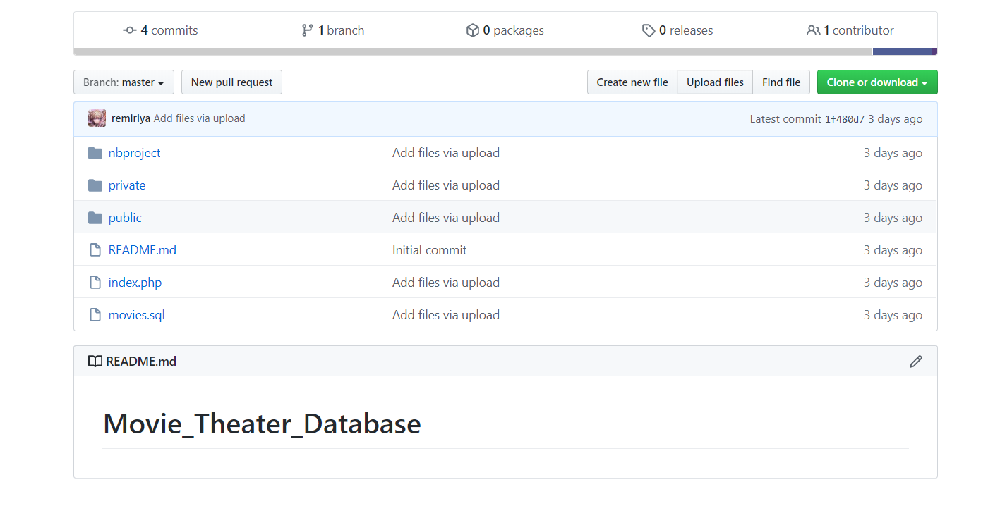 4 commits 1 branch 0 packages 0 releases 1 contributor
Branch: master New pull request Create new file Upload files Find file Clone or download
remiriya Add files via upload Latest commit 1f480d7 3 days ago
nbproject Add files via upload 3 days ago
private Add files via upload 3 days ago
public Add files via upload 3 days ago
README.md Initial commit 3 days ago
index.php Add files via upload 3 days ago
movies.sql Add files via upload 3 days ago
README.md
Movie_Theater_Database